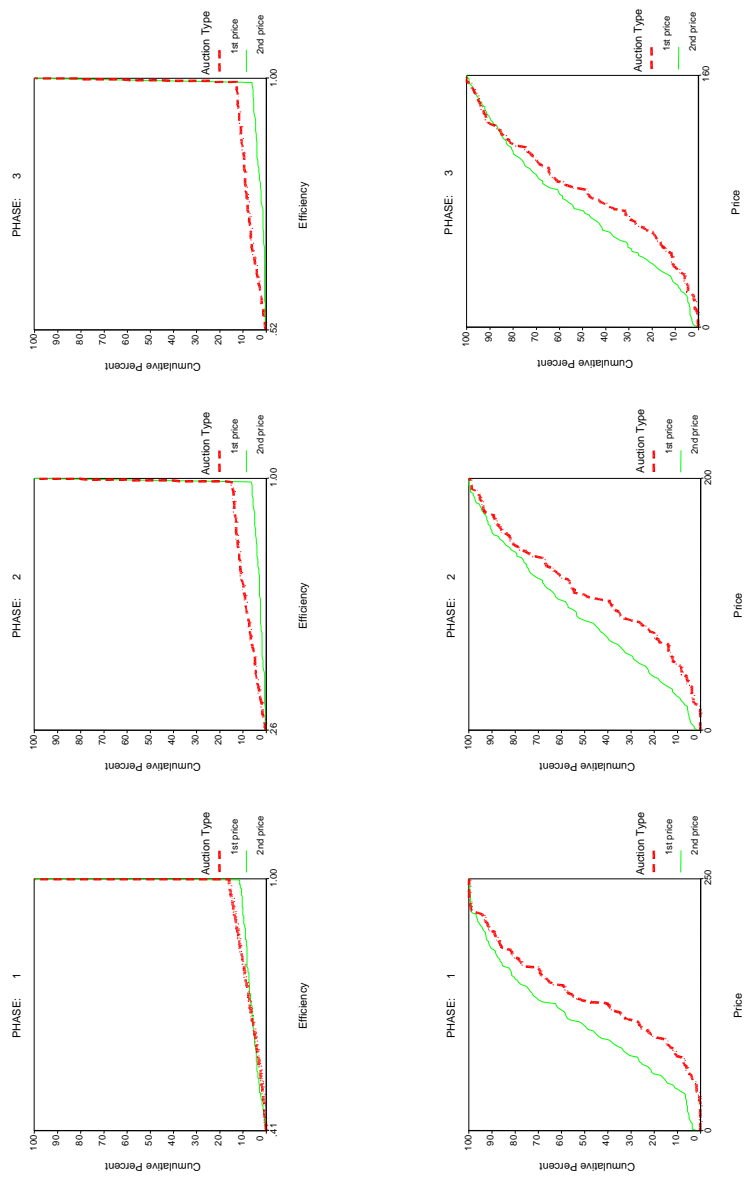 PHASE: 1
Cumulative Percent
100
90
80
70
60
50
40
30
20
10
0
.41
1.00
Efficiency
Auction Type
1st price
2nd price
PHASE: 2
Cumulative Percent
100
90
80
70
60
50
40
30
20
10
0
.26
1.00
Efficiency
Auction Type
1st price
2nd price
PHASE: 3
Cumulative Percent
100
90
80
70
60
50
40
30
20
10
0
.52
1.00
Efficiency
Auction Type
1st price
2nd price
PHASE: 1
Cumulative Percent
100
90
80
70
60
50
40
30
20
10
0
0
250
Price
Auction Type
1st price
2nd price
PHASE: 2
Cumulative Percent
100
90
80
70
60
50
40
30
20
10
0
0
200
Price
Auction Type
1st price
2nd price
PHASE: 3
Cumulative Percent
100
90
80
70
60
50
40
30
20
10
0
0
160
Price
Auction Type
1st price
2nd price